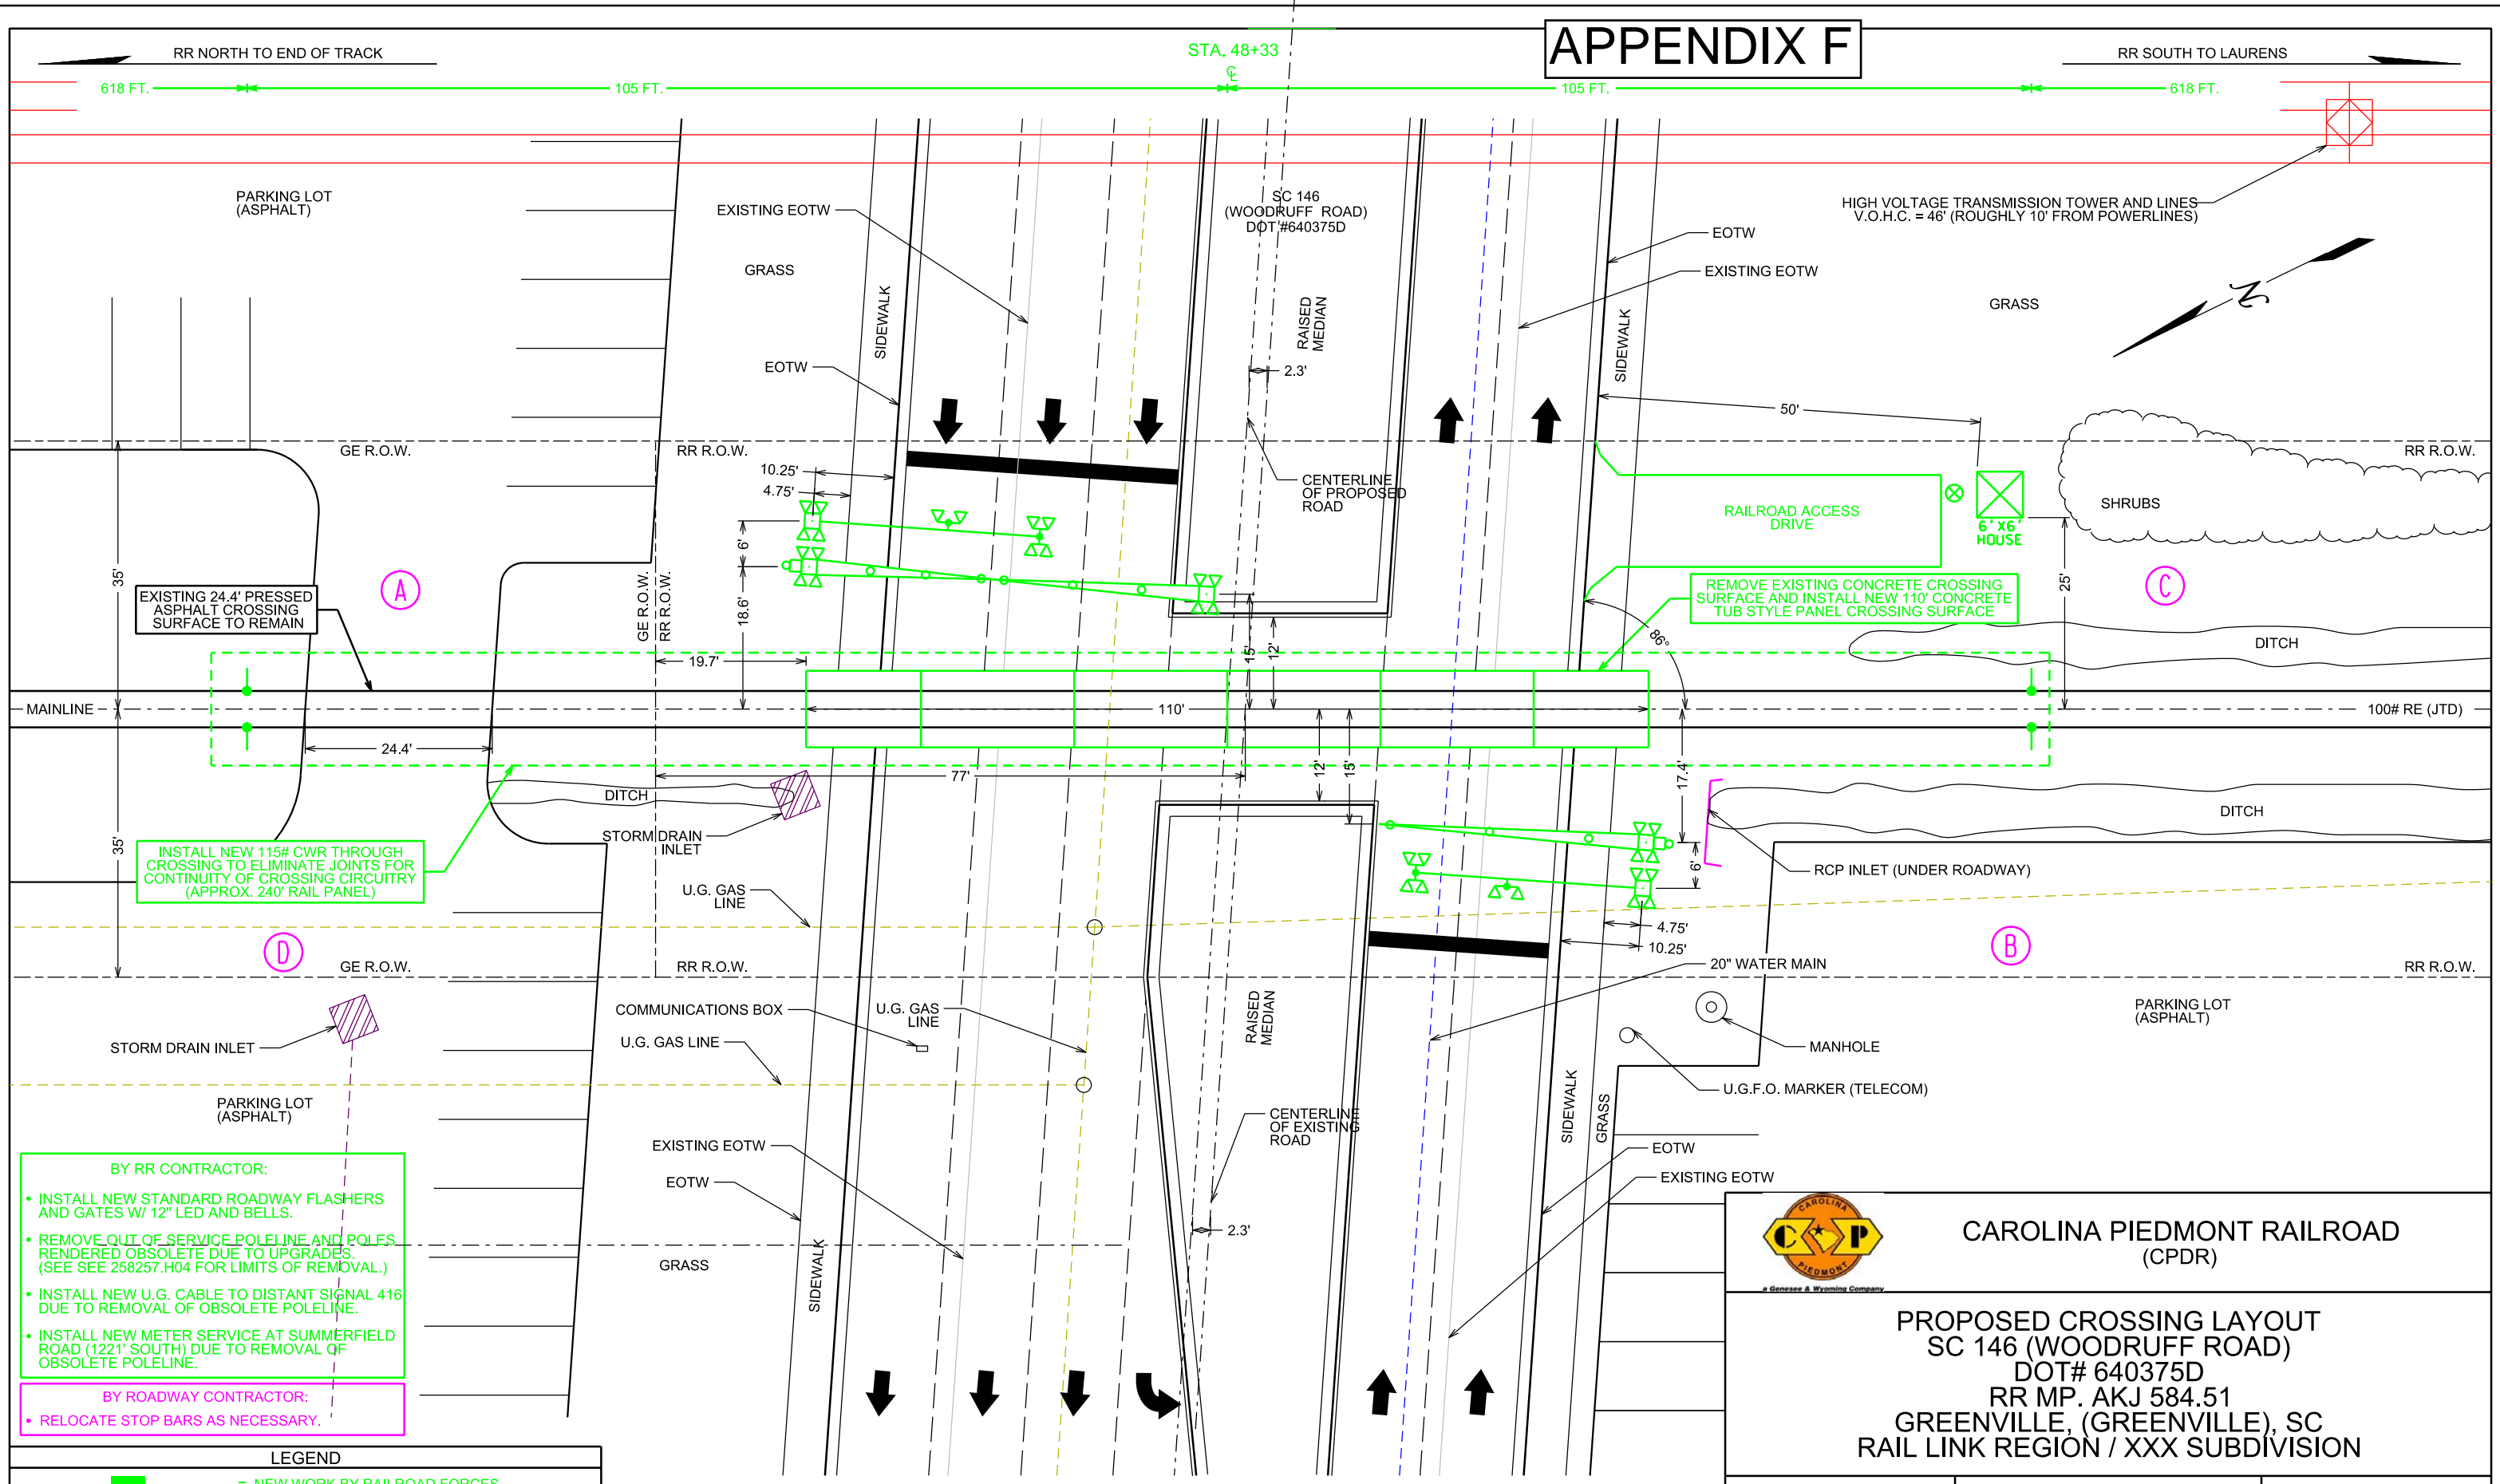 APPENDIX F
RR NORTH TO END OF TRACK
STA. 48+33
RR SOUTH TO LAURENS
618 FT.
105 FT.
105 FT.
618 FT.
PARKING LOT
(ASPHALT)
EXISTING EOTW
SC 146
(WOODRUFF ROAD)
DOT #640375D
HIGH VOLTAGE TRANSMISSION TOWER AND LINES
V.O.H.C. = 46' (ROUGHLY 10' FROM POWERLINES)
EOTW
EXISTING EOTW
GRASS
GRASS
N
SIDEWALK
RAISED
MEDIAN
SIDEWALK
EOTW
2.3'
50'
GE R.O.W.
RR R.O.W.
RR R.O.W.
10.25'
4.75'
CENTERLINE
OF PROPOSED
ROAD
RAILROAD ACCESS
DRIVE
SHRUBS
6' X6'
HOUSE
6'
35'
18.6'
A
EXISTING 24.4' PRESSED
ASPHALT CROSSING
SURFACE TO REMAIN
GE R.O.W.
RR R.O.W.
REMOVE EXISTING CONCRETE CROSSING
SURFACE AND INSTALL NEW 110' CONCRETE
TUB STYLE PANEL CROSSING SURFACE
25'
C
86°
15'
12'
DITCH
19.7'
MAINLINE
110'
100# RE (JTD)
24.4'
77'
12'
15'
17.4'
DITCH
DITCH
35'
STORM DRAIN
INLET
INSTALL NEW 115# CWR THROUGH
CROSSING TO ELIMINATE JOINTS FOR
CONTINUITY OF CROSSING CIRCUITRY
(APPROX. 240' RAIL PANEL)
6'
RCP INLET (UNDER ROADWAY)
U.G. GAS
LINE
4.75'
10.25'
D
B
GE R.O.W.
RR R.O.W.
20" WATER MAIN
RR R.O.W.
COMMUNICATIONS BOX
U.G. GAS
LINE
RAISED
MEDIAN
PARKING LOT
(ASPHALT)
STORM DRAIN INLET
U.G. GAS LINE
MANHOLE
U.G.F.O. MARKER (TELECOM)
PARKING LOT
(ASPHALT)
CENTERLINE
OF EXISTING
ROAD
SIDEWALK
GRASS
EXISTING EOTW
EOTW
EOTW
EXISTING EOTW
2.3'
GRASS
SIDEWALK
BY RR CONTRACTOR:
• INSTALL NEW STANDARD ROADWAY FLASHERS
AND GATES W/ 12" LED AND BELLS.
• REMOVE OUT OF SERVICE POLELINE AND POLES
RENDERED OBSOLETE DUE TO UPGRADES.
(SEE SEE 258257.H04 FOR LIMITS OF REMOVAL.)
• INSTALL NEW U.G. CABLE TO DISTANT SIGNAL 416
DUE TO REMOVAL OF OBSOLETE POLELINE.
• INSTALL NEW METER SERVICE AT SUMMERFIELD
ROAD (1221' SOUTH) DUE TO REMOVAL OF
OBSOLETE POLELINE.
BY ROADWAY CONTRACTOR:
• RELOCATE STOP BARS AS NECESSARY.
LEGEND
= NEW WORK BY RAILROAD FORCES
CAROLINA
C P
PIEDMONT
a Genesee & Wyoming Company
CAROLINA PIEDMONT RAILROAD
(CPDR)
PROPOSED CROSSING LAYOUT
SC 146 (WOODRUFF ROAD)
DOT# 640375D
RR MP. AKJ 584.51
GREENVILLE, (GREENVILLE), SC
RAIL LINK REGION / XXX SUBDIVISION